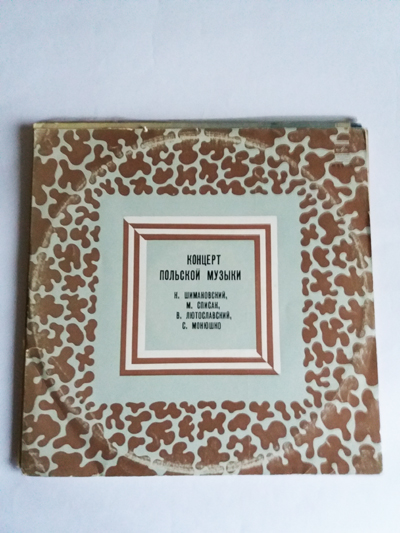 КОНЦЕРТ
ПОЛЬСКОЙ МУЗЫКИ
К. ШИМАНОВСКИЙ,
М. СПИСАК,
В. ЛЮТОСЛАВСКИЙ,
С. МОНЮШКО